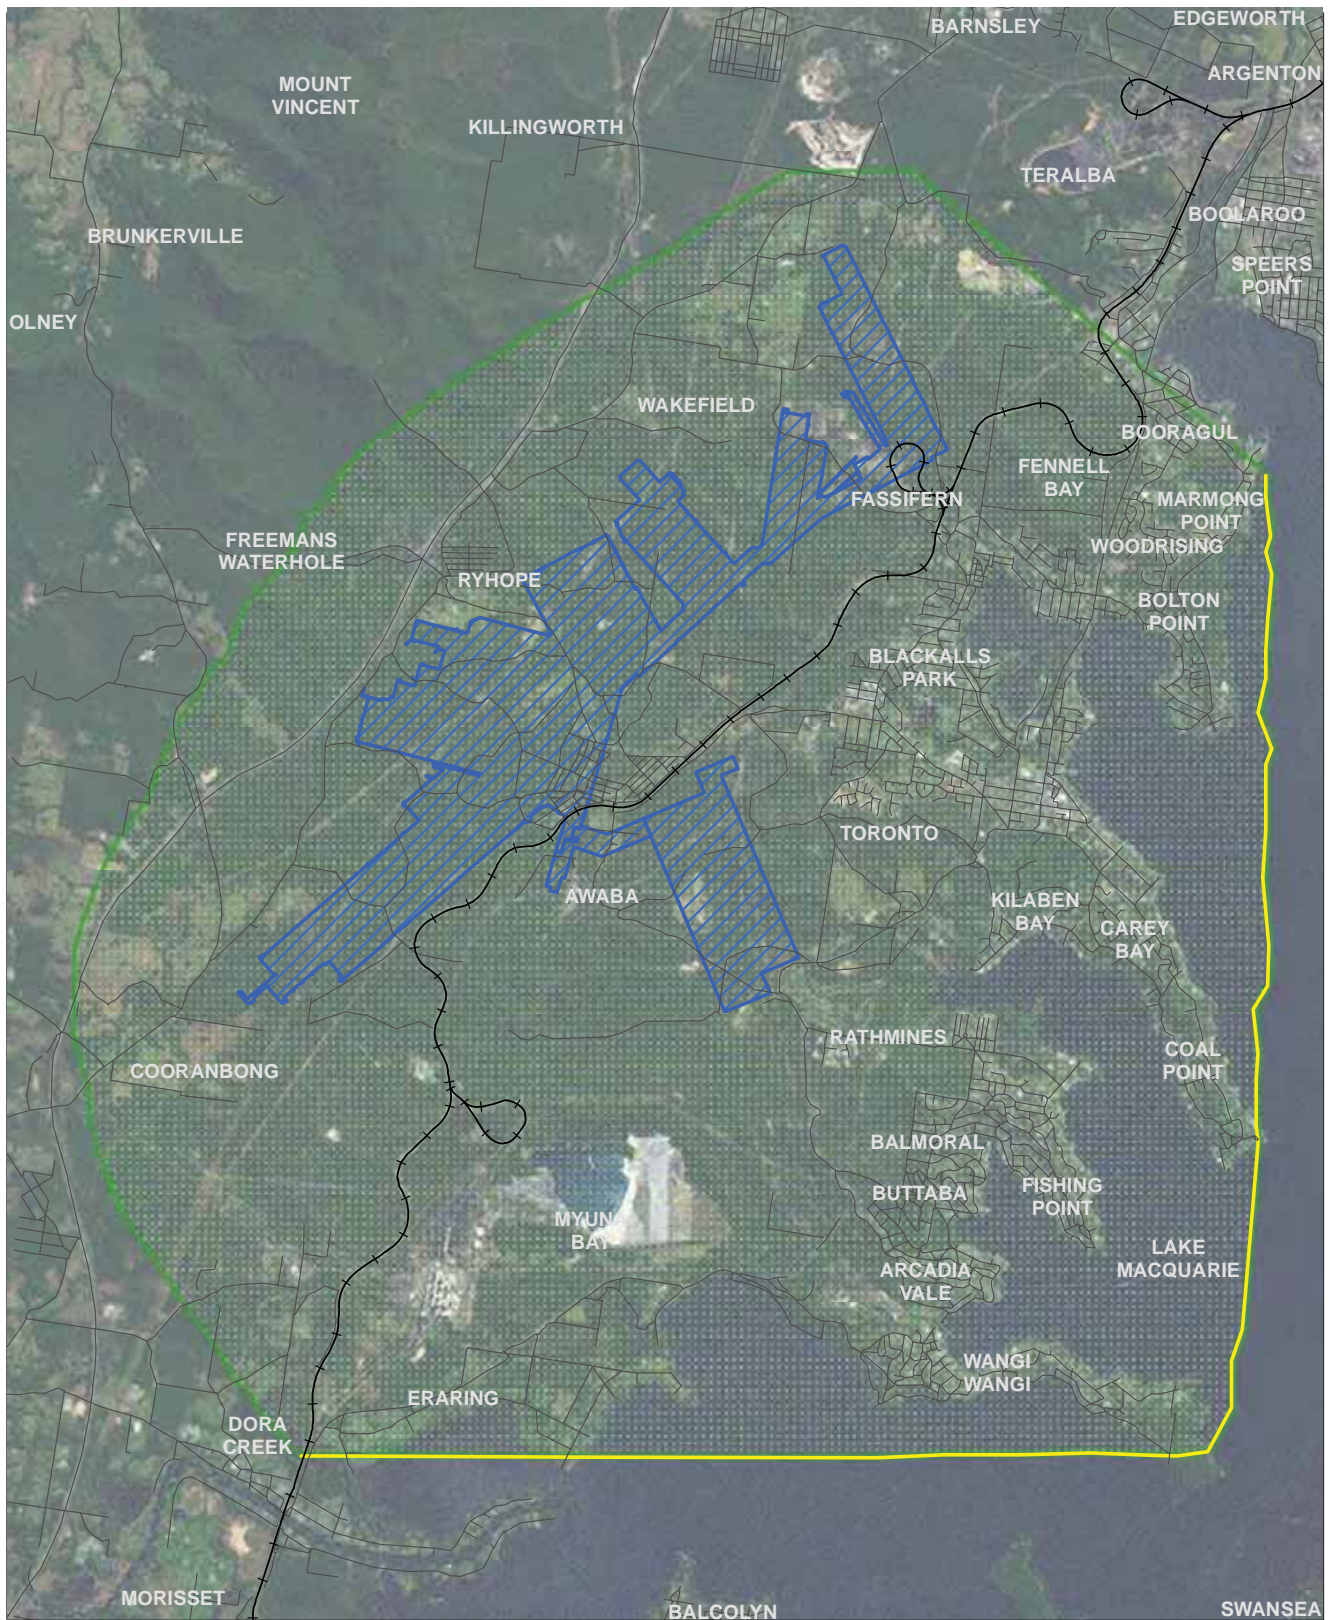 BARNSLEY
EDGEWORTH
ARGENTON
MOUNT
VINCENT
KILLINGWORTH
TERALBA
BOOLAROO
BRUNKERVILLE
SPEERS
POINT
OLNEY
WAKEFIELD
BOORAGUL
FENNELL
BAY
FASSIFERN
MARMONG
POINT
FREEMANS
WATERHOLE
WOODRISING
RYHOPE
BOLTON
POINT
BLACKALLS
PARK
TORONTO
AWABA
KILABEN
BAY
CAREY
BAY
RATHMINES
COAL
POINT
COORANBONG
BALMORAL
BUTTABA
FISHING
POINT
MYUNA
BAY
LAKE
MACQUARIE
ARCADIA
VALE
WANGI
WANGI
ERARING
DORA
CREEK
MORISSET
BALCOLYN
SWANSEA